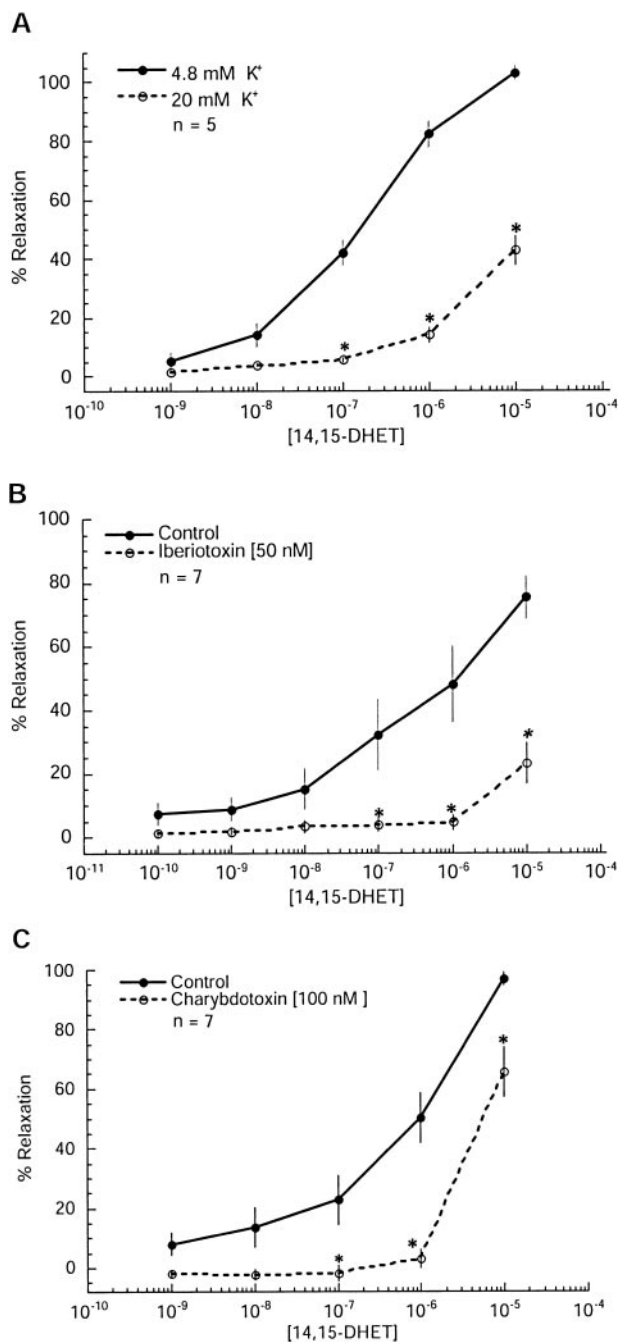 A
4.8 mM K⁺
20 mM K⁺
n = 5
100
80
60
40
20
0
% Relaxation
*
*
*
10⁻¹⁰ 10⁻⁹ 10⁻⁸ 10⁻⁷ 10⁻⁶ 10⁻⁵ 10⁻⁴
[14,15-DHET]
B
Control
Iberiotoxin [50 nM]
n = 7
100
80
60
40
20
0
% Relaxation
*
*
*
10⁻¹¹ 10⁻¹⁰ 10⁻⁹ 10⁻⁸ 10⁻⁷ 10⁻⁶ 10⁻⁵ 10⁻⁴
[14,15-DHET]
C
Control
Charybdotoxin [100 nM ]
n = 7
100
80
60
40
20
0
% Relaxation
*
*
*
10⁻¹⁰ 10⁻⁹ 10⁻⁸ 10⁻⁷ 10⁻⁶ 10⁻⁵ 10⁻⁴
[14,15-DHET]